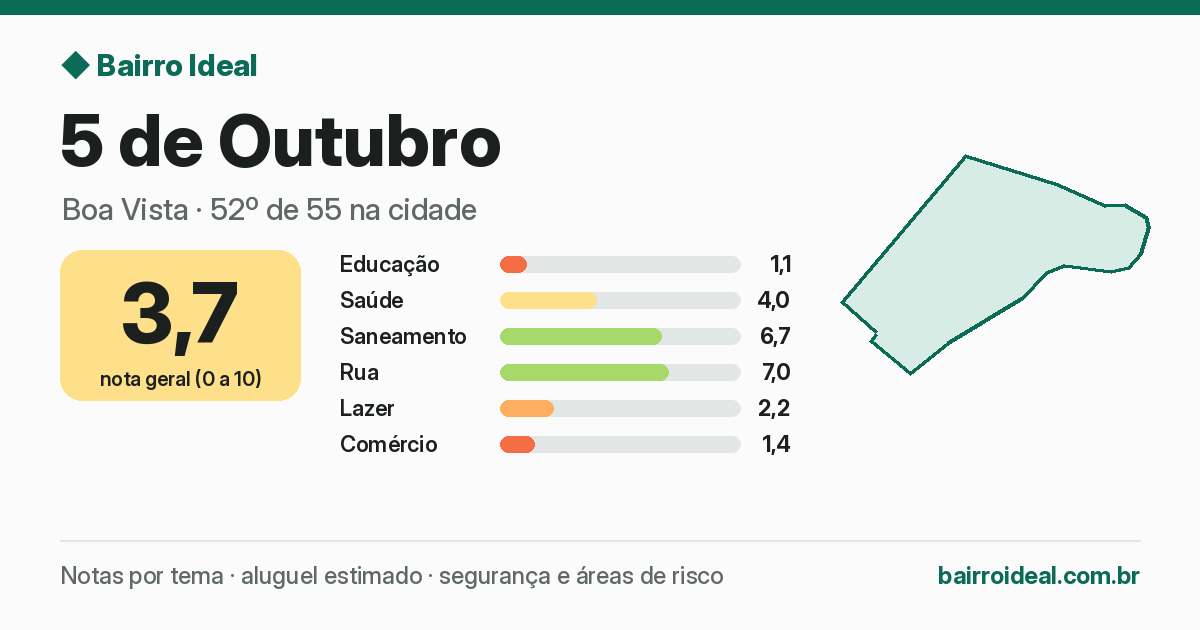 Bairro Ideal
5 de Outubro
Boa Vista · 52º de 55 na cidade
3,7
nota geral (0 a 10)
Educação 1,1
Saúde 4,0
Saneamento 6,7
Rua 7,0
Lazer 2,2
Comércio 1,4
Notas por tema · aluguel estimado · segurança e áreas de risco
bairroideal.com.br